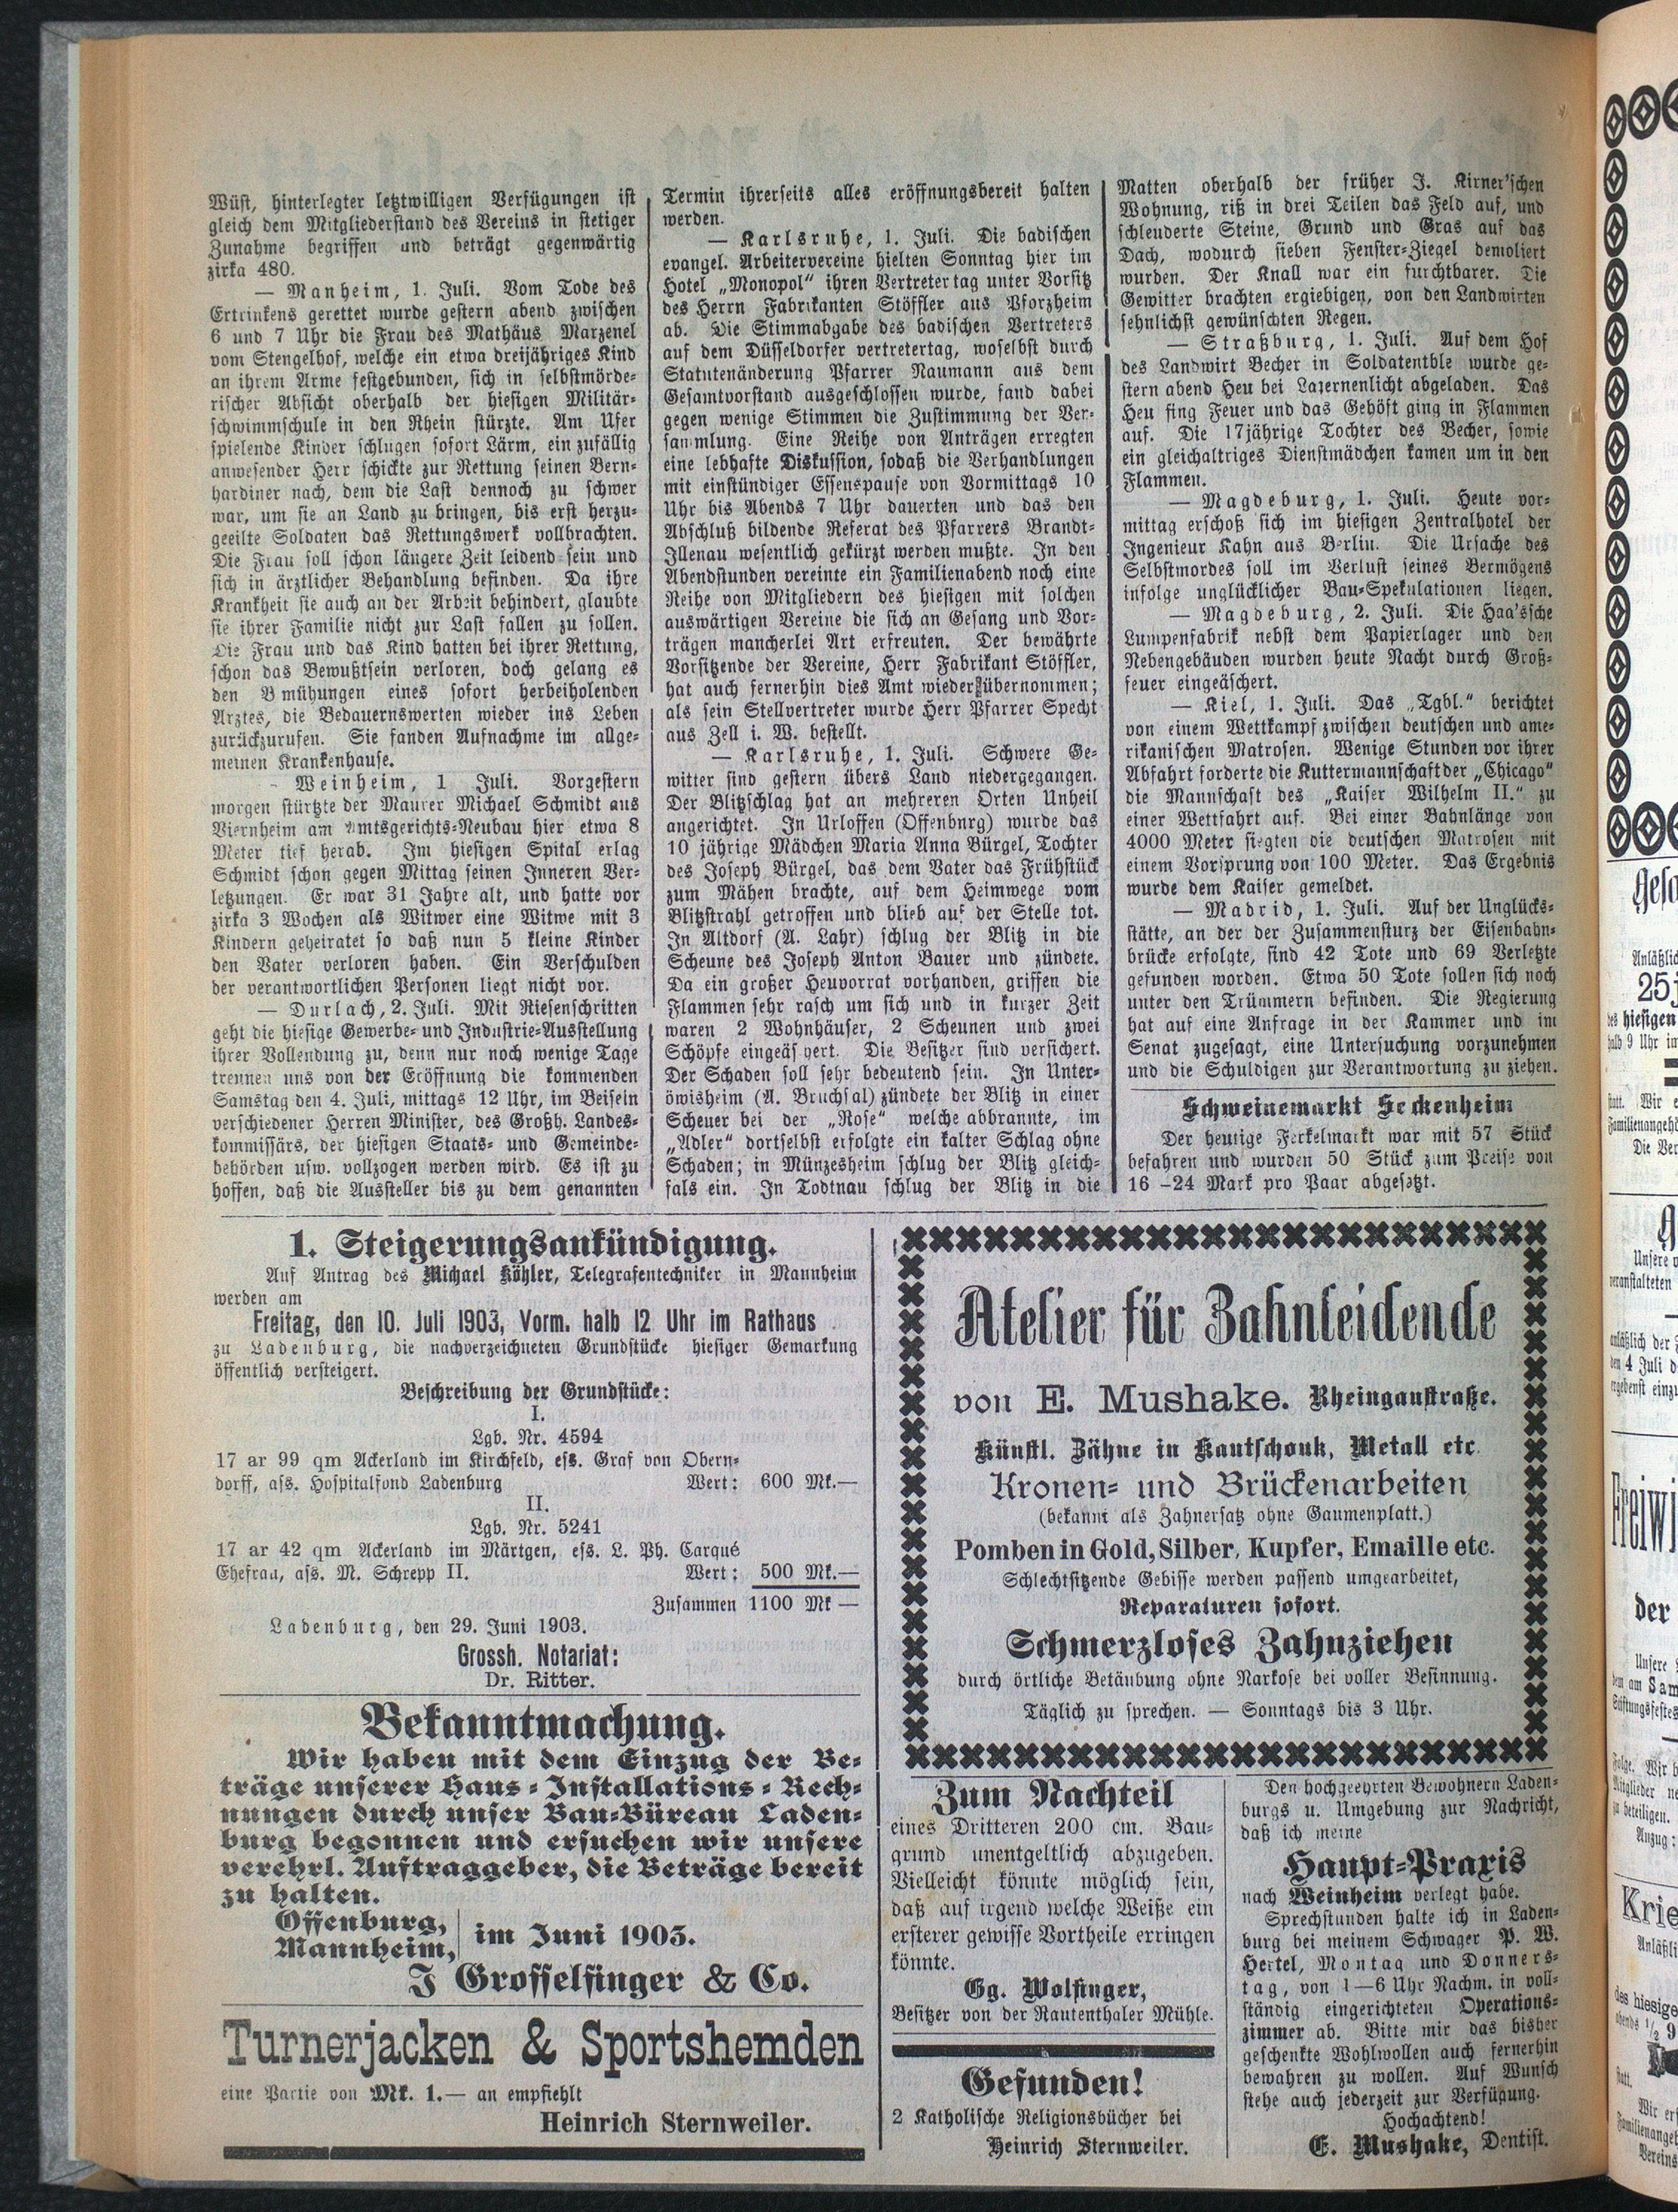 Wüst, hinterlegter letztwilligen Verfügungen ist
gleich dem Mitgliederstand des Vereins in stetiger
Zunahme begriffen und beträgt gegenwärtig
zirka 480.
— Manheim, 1. Juli. Vom Tode des
Ertrinkens gerettet wurde gestern abend zwischen
6 und 7 Uhr die Frau des Mathäus Marzenel
vom Stengelhof, welche ein etwa dreijähriges Kind
an ihrem Arme festgebunden, sich in selbstmörde-
rischer Absicht oberhalb der hiesigen Militär-
schwimmschule in den Rhein stürzte. Am Ufer
spielende Kinder schlugen sofort Lärm, ein zufällig
anwesender Herr schickte zur Rettung seinen Bern-
hardiner nach, dem die Last dennoch zu schwer
war, um sie an Land zu bringen, bis erst herzu-
geeilte Soldaten das Rettungswerk vollbrachten.
Die Frau soll schon längere Zeit leidend sein und
sich in ärztlicher Behandlung befinden. Da ihre
Krankheit sie auch an der Arbeit behindert, glaubte
sie ihrer Familie nicht zur Last fallen zu sollen.
Die Frau und das Kind hatten bei ihrer Rettung,
schon das Bewußtsein verloren, doch gelang es
den B mühungen eines sofort herbeiholenden
Arztes, die Bedauernswerten wieder ins Leben
zurückzurufen. Sie fanden Aufnahme im allge-
meinen Krankenhause.
- Weinheim, 1 Juli. Vorgestern
morgen stürtzte der Maurer Michael Schmidt aus
Viernheim am Amtsgerichts-Neubau hier etwa 8
Meter tief herab. Im hiesigen Spital erlag
Schmidt schon gegen Mittag seinen Inneren Ver-
letzungen. Er war 31 Jahre alt, und hatte vor
zirka 3 Wochen als Witwer eine Witwe mit 3
Kindern geheiratet so daß nun 5 kleine Kinder
den Vater verloren haben. Ein Verschulden
der verantwortlichen Personen liegt nicht vor.
— Durlach, 2. Juli. Mit Riesenschritten
geht die hiesige Gewerbe- und Industrie-Ausstellung
ihrer Vollendung zu, denn nur noch wenige Tage
trennen uns von der Eröffnung die kommenden
Samstag den 4. Juli, mittags 12 Uhr, im Beisein
verschiedener Herren Minister, des Großh. Landes-
kommissärs, der hiesigen Staats- und Gemeinde-
behörden usw. vollzogen werden wird. Es ist zu
hoffen, daß die Aussteller bis zu dem genannten
Termin ihrerseits alles eröffnungsbereit halten
werden.
— Karlsruhe, 1. Juli. Die badischen
evangel. Arbeitervereine hielten Sonntag hier im
Hotel „Monopol“ ihren Vertretertag unter Vorsitz
des Herrn Fabrikanten Stöffler aus Pforzheim
ab. Die Stimmabgabe des badischen Vertreters
auf dem Düsseldorfer vertretertag, woselbst durch
Statutenänderung Pfarrer Naumann aus dem
Gesamtvorstand ausgeschlossen wurde, fand dabei
gegen wenige Stimmen die Zustimmung der Ver-
sammlung. Eine Reihe von Anträgen erregten
eine lebhafte Diskussion, sodaß die Verhandlungen
mit einstündiger Essenspause von Vormittags 10
Uhr bis Abends 7 Uhr dauerten und das den
Abschluß bildende Referat des Pfarrers Brandt-
Illenau wesentlich gekürzt werden mußte. In den
Abendstunden vereinte ein Familienabend noch eine
Reihe von Mitgliedern des hiesigen mit solchen
auswärtigen Vereine die sich an Gesang und Vor-
trägen mancherlei Art erfreuten. Der bewährte
Vorsitzende der Vereine, Herr Fabrikant Stöffler,
hat auch fernerhin dies Amt wieder übernommen;
als sein Stellvertreter wurde Herr Pfarrer Specht
aus Zell i. W. bestellt.
— Karlsruhe, 1. Juli. Schwere Ge-
witter sind gestern übers Land niedergegangen.
Der Blitzschlag hat an mehreren Orten Unheil
angerichtet. In Urloffen (Offenbnrg) wurde das
10 jährige Mädchen Maria Anna Bürgel, Tochter
des Joseph Bürgel, das dem Vater das Frühstück
zum Mähen brachte, auf dem Heimwege vom
Blitzstrahl getroffen und blieb auf der Stelle tot.
In Altdorf (A. Lahr) schlug der Blitz in die
Scheune des Joseph Anton Bauer und zündete.
Da ein großer Heuvorrat vorhanden, griffen die
Flammen sehr rasch um sich und in kurzer Zeit
waren 2 Wohnhäuser, 2 Scheunen und zwei
Schöpfe eingeäschert. Die Besitzer sind versichert.
Der Schaden soll sehr bedeutend sein. In Unter-
öwisheim (A. Bruchsal) zündete der Blitz in einer
Scheuer bei der „Rose“ welche abbrannte, im
„Adler“ dortselbst erfolgte ein kalter Schlag ohne
Schaden; in Münzesheim schlug der Blitz gleich-
fals ein. In Todtnau schlug der Blitz in die
Matten oberhalb der früher J. Kirner'schen
Wohnung, riß in drei Teilen das Feld auf, und
schleuderte Steine, Grund und Gras auf das
Dach, wodurch sieben Fenster-Ziegel demoliert
wurden. Der Knall war ein furchtbarer. Die
Gewitter brachten ergiebigen, von den Landwirten
sehnlichst gewünschten Regen.
— Straßburg, 1. Juli. Auf dem Hof
des Landwirt Becher in Soldatentble wurde ge-
stern abend Heu bei Laternenlicht abgeladen. Das
Heu fing Feuer und das Gehöft ging in Flammen
auf. Die 17jährige Tochter des Becher, sowie
ein gleichaltriges Dienstmädchen kamen um in den
Flammen.
— Magdeburg, 1. Juli. Heute vor-
mittag erschoß sich im hiesigen Zentralhotel der
Ingenieur Kahn aus Berlin. Die Ursache des
Selbstmordes soll im Verlust seines Vermögens
infolge unglücklicher Bau-Spekulationen liegen.
— Magdeburg, 2. Juli. Die Haa'sche
Lumpenfabrik nebst dem Papierlager und den
Nebengebäuden wurden heute Nacht durch Groß-
feuer eingeäschert.
— Kiel, 1. Juli. Das „Tgbl.“ berichtet
von einem Wettkampf zwischen deutschen und ame-
rikanischen Matrosen. Wenige Stunden vor ihrer
Abfahrt forderte die Kuttermannschaft der „Chicago“
die Mannschaft des „Kaiser Wilhelm II.“ zu
einer Wettfahrt auf. Bei einer Bahnlänge von
4000 Meter siegten die deutschen Matrosen mit
einem Vorsprung von 100 Meter. Das Ergebnis
wurde dem Kaiser gemeldet.
— Madrid, 1. Juli. Auf der Unglücks-
stätte, an der der Zusammensturz der Eisenbahn-
brücke erfolgte, sind 42 Tote und 69 Verletzte
gefunden worden. Etwa 50 Tote sollen sich noch
unter den Trümmern befinden. Die Regierung
hat auf eine Anfrage in der Kammer und im
Senat zugesagt, eine Untersuchung vorzunehmen
und die Schuldigen zur Verantwortung zu ziehen.
Schweinemarkt Seckenheim
Der heutige Ferkelmarkt war mit 57 Stück
befahren und wurden 50 Stück zum Preise von
16 –24 Mark pro Paar abgesetzt.
1. Steigerungsankündigung.
Auf Antrag des Michael Köhler, Telegrafentechniker in Mannheim
werden am
Freitag, den 10. Juli 1903, Vorm. halb 12 Uhr im Rathaus
zu Ladenburg, die nachverzeichneten Grundstücke hiesiger Gemarkung
öffentlich versteigert.
Beschreibung der Grundstücke:
I.
Lgb. Nr. 4594
17 ar 99 qm Ackerland im Kirchfeld, ess. Graf von Obern-
dorff, ass. Hospitalfond Ladenburg Wert: 600 Mk.—
II.
Lgb. Nr. 5241
17 ar 42 qm Ackerland im Märtgen, ess. L. Ph. Carqué
Ehefrau, ass. M. Schrepp II. Wert: 500 Mk.—
Zusammen 1100 Mk —
Ladenburg, den 29. Juni 1903.
Grossh. Notariat:
Dr. Ritter.
Bekanntmachung.
Wir haben mit dem Einzug der Be-
träge unserer Haus-Installations-Rech-
nungen durch unser Bau-Büreau Laden-
burg begonnen und ersuchen wir unsere
verehrl. Auftraggeber, die Beträge bereit
zu halten.
Offenburg,
Mannheim, im Juni 1903.
J Grosselfinger & Co.
Turnerjacken & Sportshemden
eine Partie von Mk. 1.— an empfiehlt
Heinrich Sternweiler.
Atelier für Zahnleidende
von E. Mushake. Rheingaustraße.
Künstl. Zähne in Kautschouk, Metall etc.
Kronen- und Brückenarbeiten
(bekannt als Zahnersatz ohne Gaumenplatt.)
Pomben in Gold, Silber, Kupfer, Emaille etc.
Schlechtsitzende Gebisse werden passend umgearbeitet,
Reparaturen sofort.
Schmerzloses Zahnziehen
durch örtliche Betäubung ohne Narkose bei voller Besinnung.
Täglich zu sprechen. — Sonntags bis 3 Uhr.
Zum Nachteil
eines Dritteren 200 cm. Bau-
grund unentgeltlich abzugeben.
Vielleicht könnte möglich sein,
daß auf irgend welche Weiße ein
ersterer gewisse Vortheile erringen
könnte.
Gg. Wolfinger,
Besitzer von der Rautenthaler Mühle.
Gefunden!
2 Katholische Religionsbücher bei
Heinrich Sternweiler.
Den hochgeehrten Bewohnern Laden-
burgs u. Umgebung zur Nachricht,
daß ich meine
Haupt-Praxis
nach Weinheim verlegt habe.
Sprechstunden halte ich in Laden-
burg bei meinem Schwager P. W.
Hertel, Montag und Donners-
tag, von 1—6 Uhr Nachm. in voll-
ständig eingerichteten Operations-
zimmer ab. Bitte mir das bisher
geschenkte Wohlwollen auch fernerhin
bewahren zu wollen. Auf Wunsch
stehe auch jederzeit zur Verfügung.
Hochachtend!
E. Mushake, Dentist.